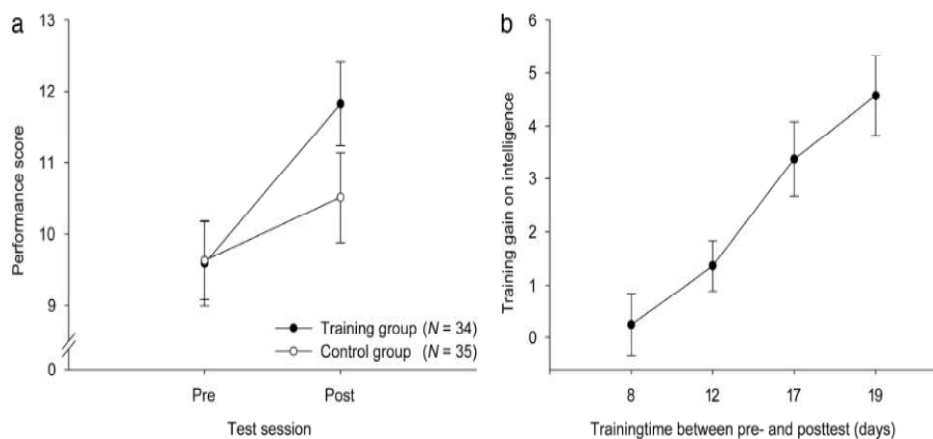 a
13
12
11
10
9
0
Performance score
Training group (N = 34)
Control group (N = 35)
Pre Post
Test session
b
6
5
4
3
2
1
0
Training gain on intelligence
8 12 17 19
Trainingtime between pre- and posttest (days)